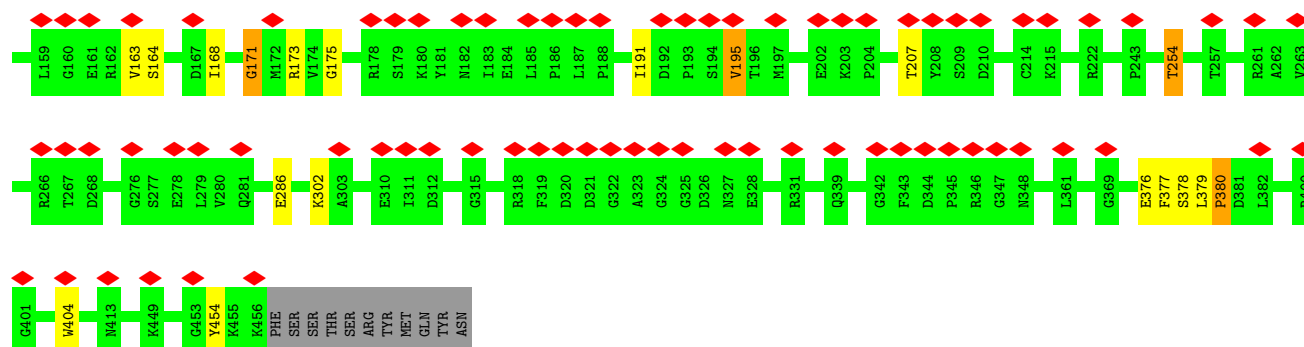 L159 G160 E161 R162 V163 S164 D167 I168 G171 M172 R173 V174 G175 R178 S179 K180 Y181 N182 I183 E184 L185 P186 L187 P188 I191 D192 P193 S194 V195 T196 M197 E202 K203 P204 T207 Y208 S209 D210 C214 K215 R222 P243 T254 T257 R261 A262 V263
R266 T267 D268 G276 S277 E278 L279 V280 Q281 E286 K302 A303 E310 I311 D312 G315 R318 F319 D320 D321 G322 A323 G324 G325 D326 N327 E328 R331 Q339 G342 F343 D344 P345 R346 G347 N348 L361 G369 E376 F377 S378 L379 P380 D381 L382
G401 W404 N413 K449 G453 Y454 K455 K456 PHE SER SER THR SER ARG TYR MET GLN TYR ASN